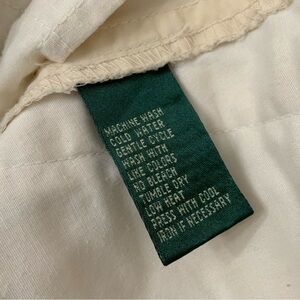 MACHINE WASH
COLD WATER
GENTLE CYCLE
WASH WITH
LIKE COLORS
NO BLEACH
TUMBLE DRY
LOW HEAT
PRESS WITH COOL
IRON IF NECESSARY